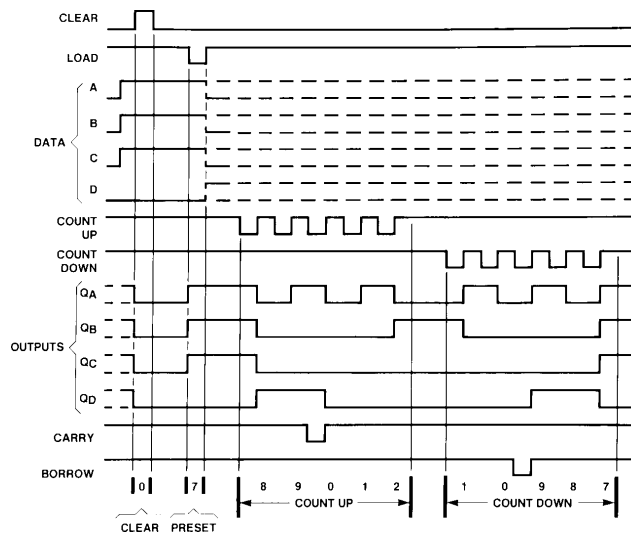 CLEAR
LOAD
A
B
DATA
C
D
COUNT
UP
COUNT
DOWN
QA
QB
OUTPUTS
QC
QD
CARRY
BORROW
0 7 8 9 0 1 2 1 0 9 8 7
COUNT UP COUNT DOWN
CLEAR PRESET